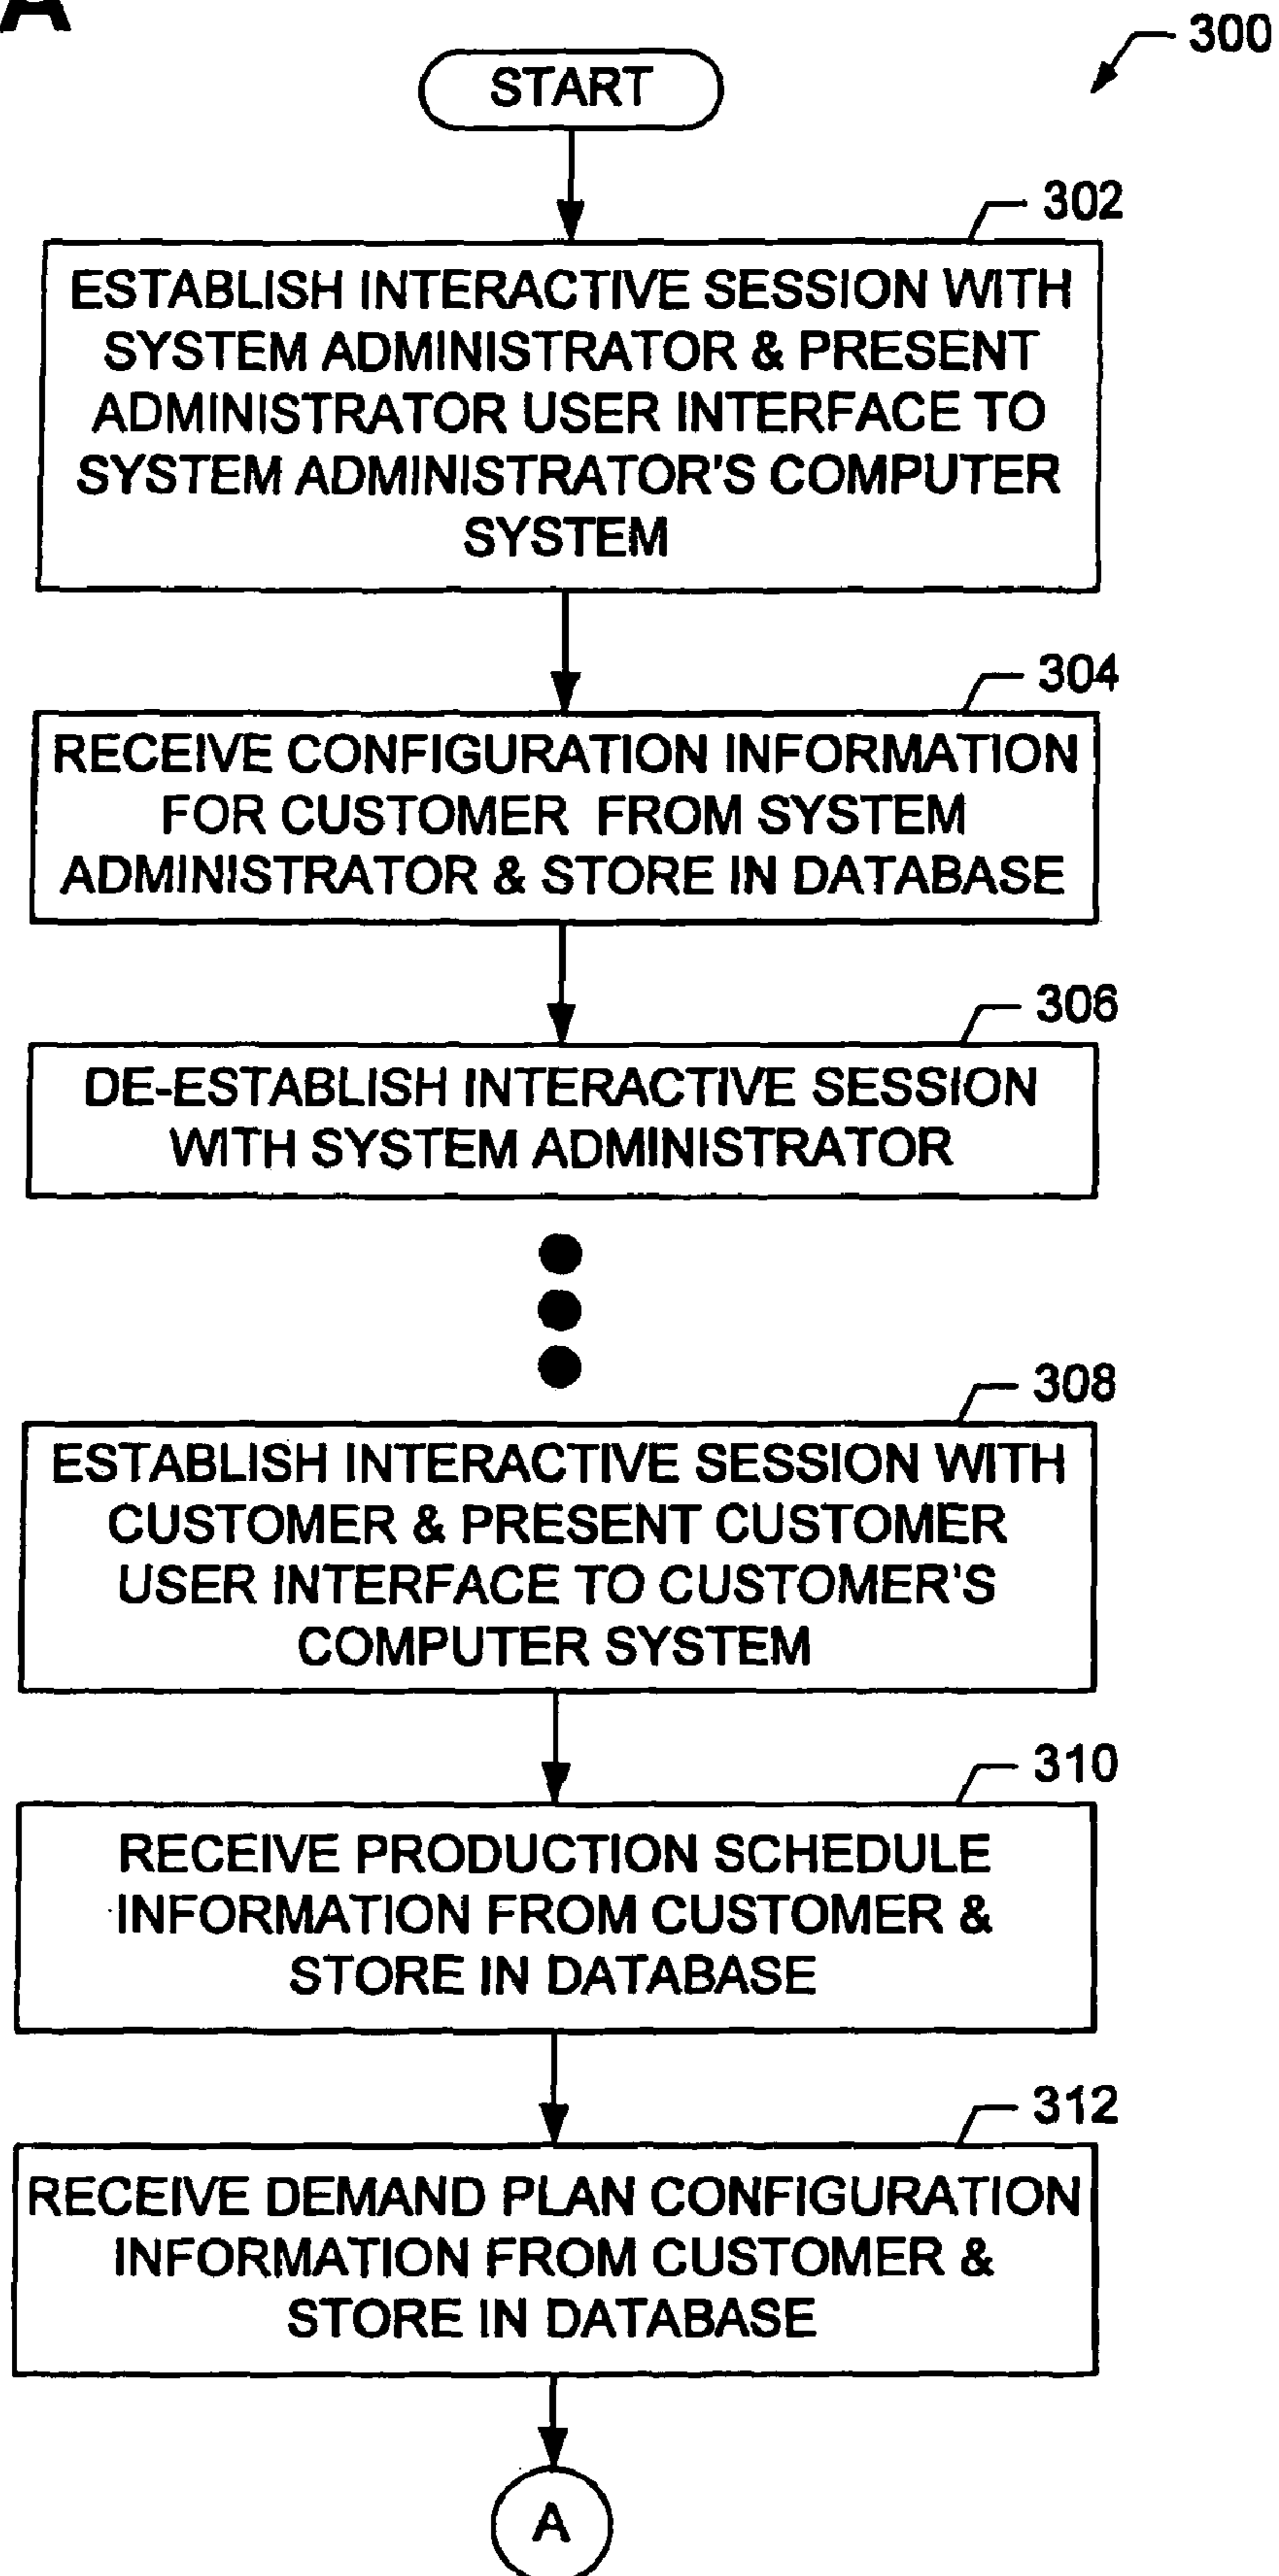 A
300
START
302
ESTABLISH INTERACTIVE SESSION WITH
SYSTEM ADMINISTRATOR & PRESENT
ADMINISTRATOR USER INTERFACE TO
SYSTEM ADMINISTRATOR'S COMPUTER
SYSTEM
304
RECEIVE CONFIGURATION INFORMATION
FOR CUSTOMER FROM SYSTEM
ADMINISTRATOR & STORE IN DATABASE
306
DE-ESTABLISH INTERACTIVE SESSION
WITH SYSTEM ADMINISTRATOR
308
ESTABLISH INTERACTIVE SESSION WITH
CUSTOMER & PRESENT CUSTOMER
USER INTERFACE TO CUSTOMER'S
COMPUTER SYSTEM
310
RECEIVE PRODUCTION SCHEDULE
INFORMATION FROM CUSTOMER &
STORE IN DATABASE
312
RECEIVE DEMAND PLAN CONFIGURATION
INFORMATION FROM CUSTOMER &
STORE IN DATABASE
A